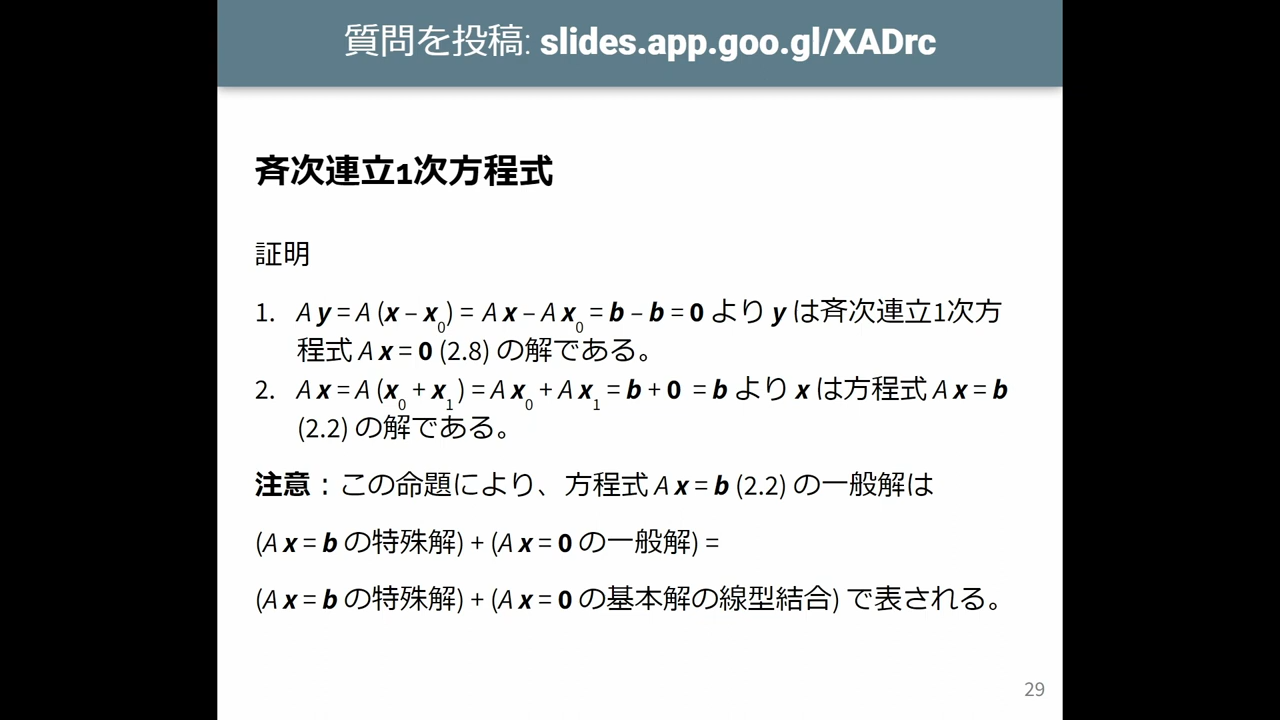 質問を投稿: slides.app.goo.gl/XADrc
斉次連立1次方程式
証明
1. A y = A (x – x₀) = A x – A x₀ = b – b = 0 より y は斉次連立1次方
程式 A x = 0 (2.8) の解である。
2. A x = A (x₀ + x₁) = A x₀ + A x₁ = b + 0 = b より x は方程式 A x = b
(2.2) の解である。
注意：この命題により、方程式 A x = b (2.2) の一般解は
(A x = b の特殊解) + (A x = 0 の一般解) =
(A x = b の特殊解) + (A x = 0 の基本解の線型結合) で表される。
29